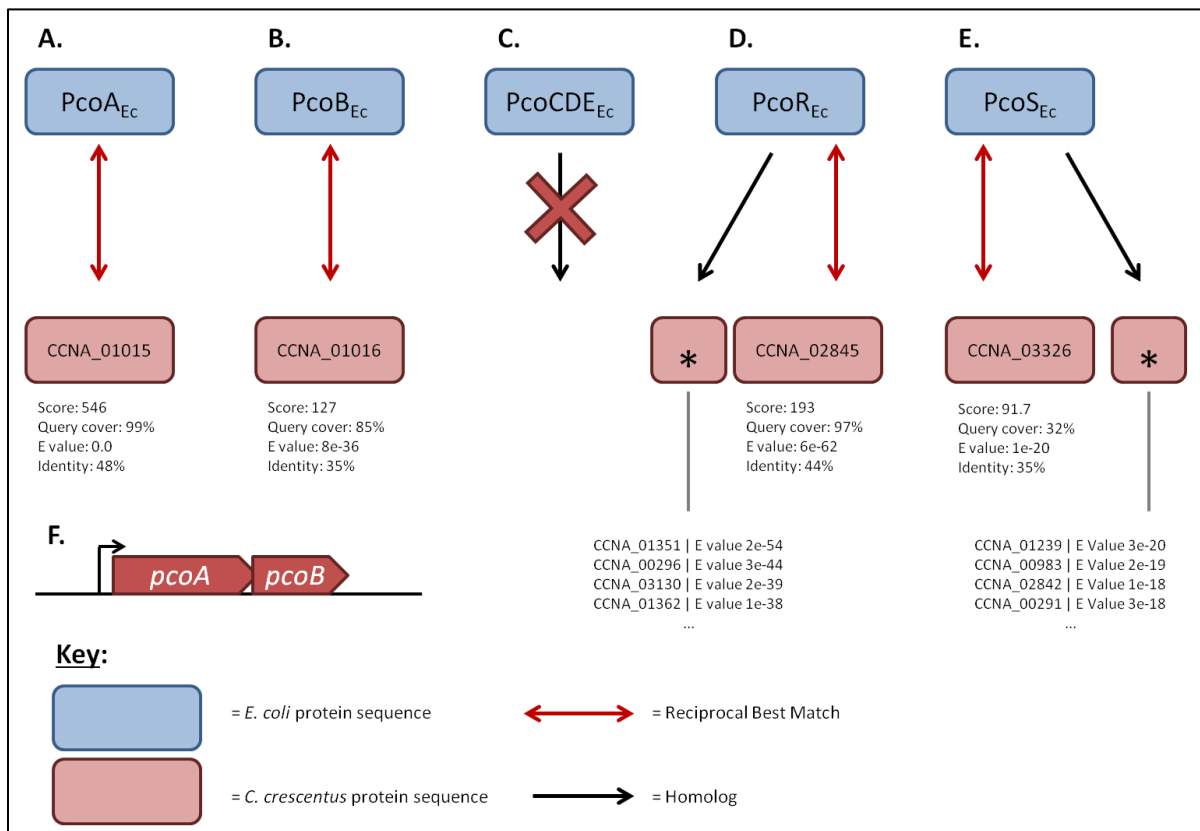 A.
B.
C.
D.
E.
PcoAEc
PcoBEc
PcoCDEEc
PcoREc
PcoSEc
CCNA_01015
CCNA_01016
*
CCNA_02845
CCNA_03326
*
Score: 546
Query cover: 99%
E value: 0.0
Identity: 48%
Score: 127
Query cover: 85%
E value: 8e-36
Identity: 35%
Score: 193
Query cover: 97%
E value: 6e-62
Identity: 44%
Score: 91.7
Query cover: 32%
E value: 1e-20
Identity: 35%
CCNA_01351 | E value 2e-54
CCNA_00296 | E value 3e-44
CCNA_03130 | E value 2e-39
CCNA_01362 | E value 1e-38
...
CCNA_01239 | E Value 3e-20
CCNA_00983 | E Value 2e-19
CCNA_02842 | E Value 1e-18
CCNA_00291 | E Value 3e-18
...
F.
pcoA
pcoB
Key:
= E. coli protein sequence
= Reciprocal Best Match
= C. crescentus protein sequence
= Homolog